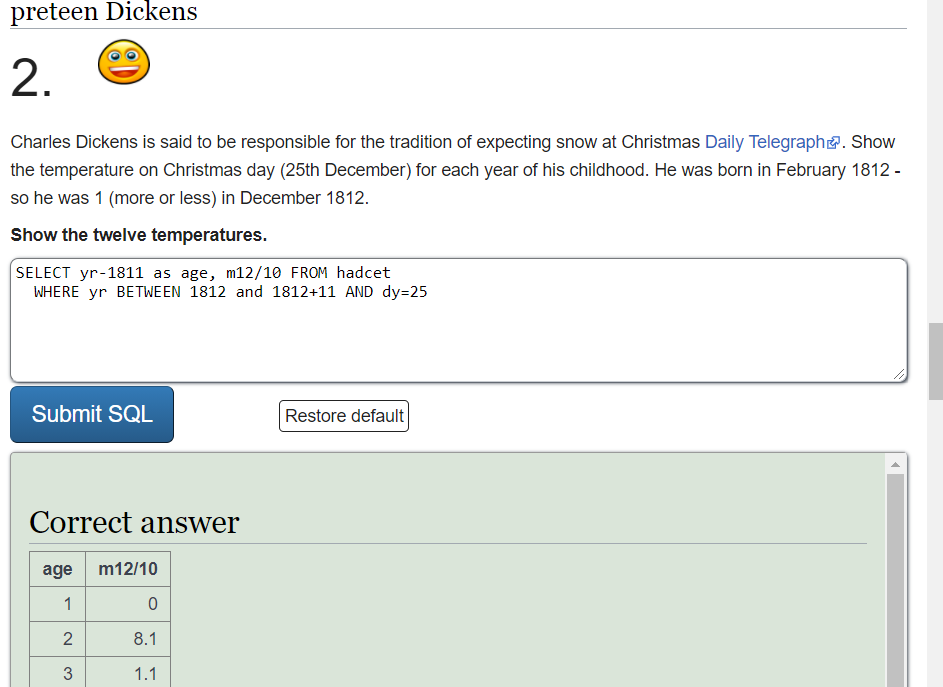 preteen Dickens
2.
Charles Dickens is said to be responsible for the tradition of expecting snow at Christmas Daily Telegraph. Show
the temperature on Christmas day (25th December) for each year of his childhood. He was born in February 1812 -
so he was 1 (more or less) in December 1812.
Show the twelve temperatures.
SELECT yr-1811 as age, m12/10 FROM hadcet
WHERE yr BETWEEN 1812 and 1812+11 AND dy=25
Submit SQL Restore default
Correct answer
age m12/10
1 0
2 8.1
3 1.1